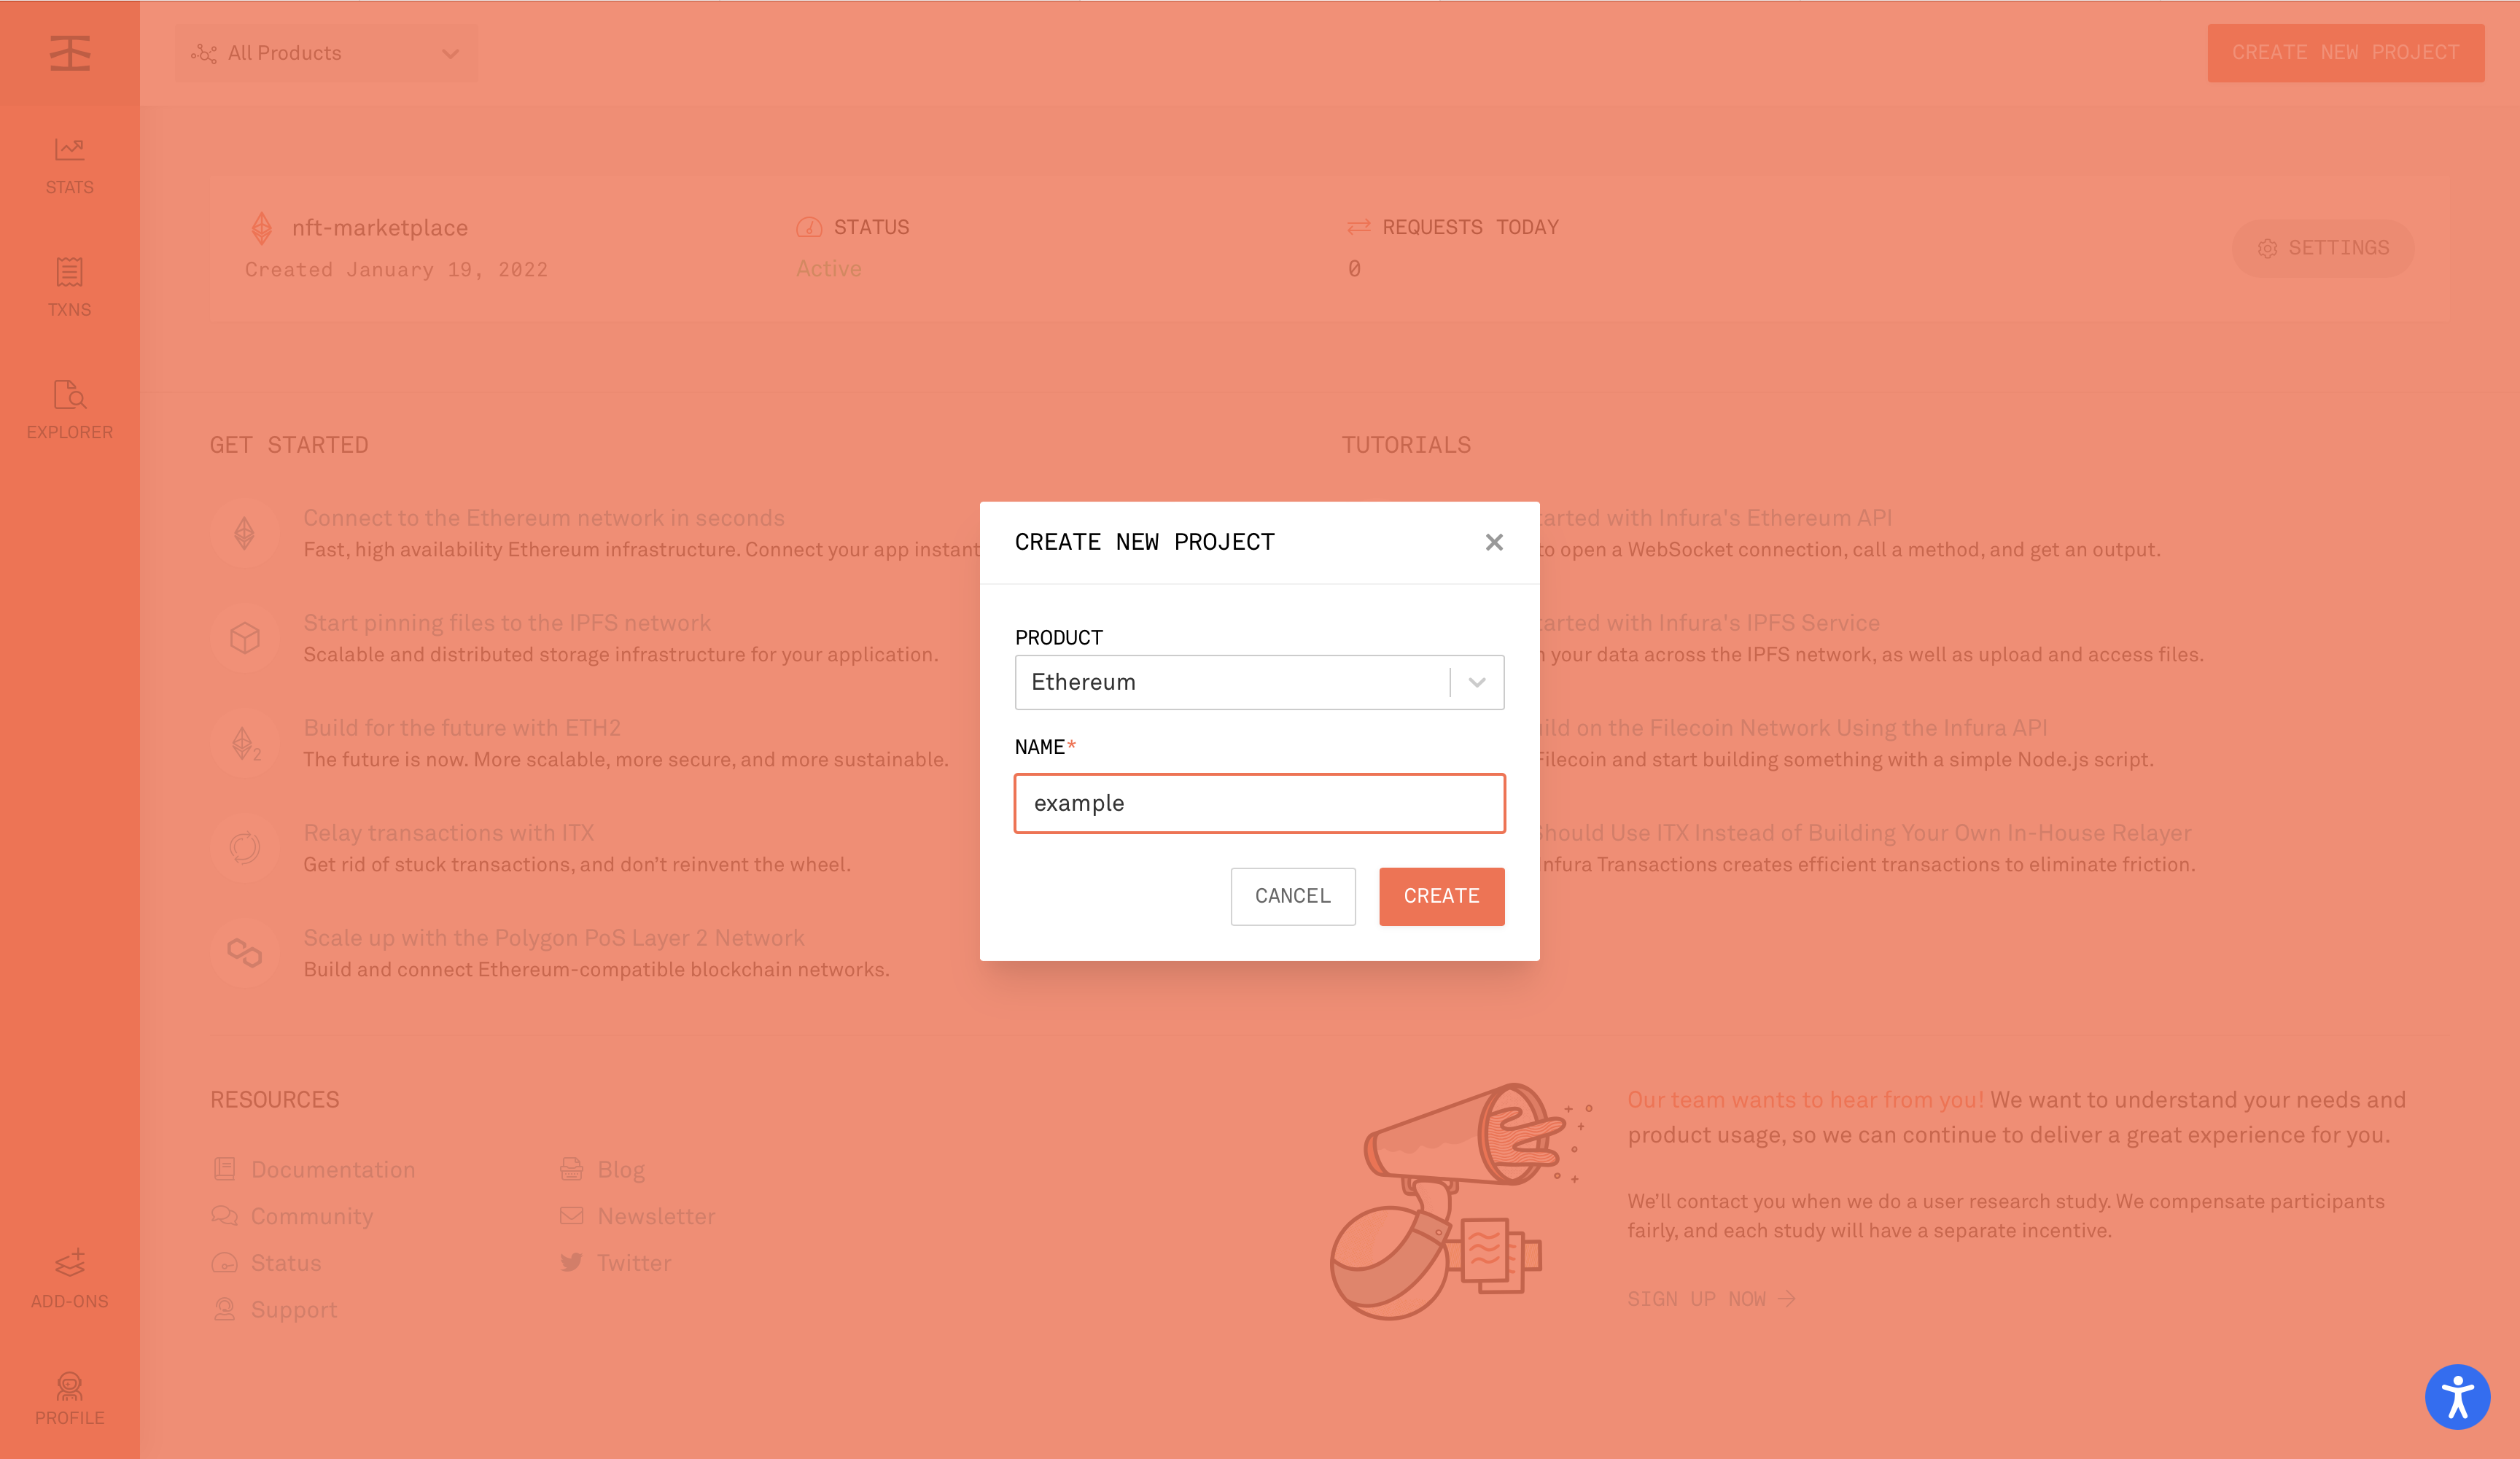 All Products
CREATE NEW PROJECT
STATS
TXNS
EXPLORER
ADD-ONS
PROFILE
nft-marketplace
Created January 19, 2022
STATUS
Active
REQUESTS TODAY
0
SETTINGS
GET STARTED
Connect to the Ethereum network in seconds
Fast, high availability Ethereum infrastructure. Connect your app instant
Start pinning files to the IPFS network
Scalable and distributed storage infrastructure for your application.
Build for the future with ETH2
The future is now. More scalable, more secure, and more sustainable.
2
Relay transactions with ITX
Get rid of stuck transactions, and don't reinvent the wheel.
Scale up with the Polygon PoS Layer 2 Network
Build and connect Ethereum-compatible blockchain networks.
TUTORIALS
arted with Infura's Ethereum API
to open a WebSocket connection, call a method, and get an output.
arted with Infura's IPFS Service
your data across the IPFS network, as well as upload and access files.
ild on the Filecoin Network Using the Infura API
Filecoin and start building something with a simple Node.js script.
Should Use ITX Instead of Building Your Own In-House Relayer
nfura Transactions creates efficient transactions to eliminate friction.
CREATE NEW PROJECT
PRODUCT
Ethereum
NAME*
example
CANCEL
CREATE
RESOURCES
Documentation
Community
Status
Support
Blog
Newsletter
Twitter
Our team wants to hear from you! We want to understand your needs and
product usage, so we can continue to deliver a great experience for you.
We'll contact you when we do a user research study. We compensate participants
fairly, and each study will have a separate incentive.
SIGN UP NOW